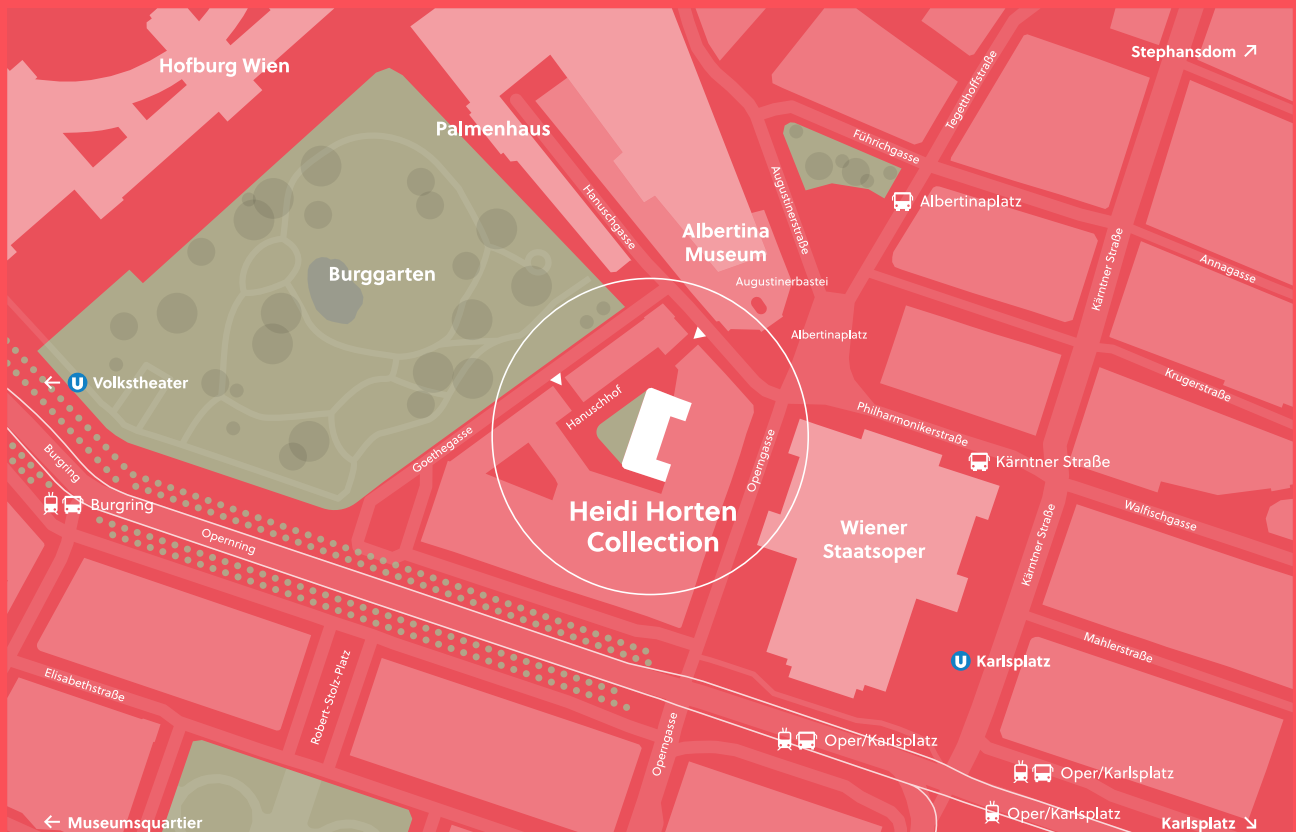 Stephansdom ↗
Hofburg Wien
Tegetthoffstraße
Palmenhaus
Führichgasse
Hanuschgasse
Augustinerstraße
Albertinaplatz
Albertina
Museum
Burggarten
Kärntner Straße
Annagasse
Augustinerbastei
Albertinaplatz
← U Volkstheater
Krugerstraße
Hanuschhof
Philharmonikerstraße
Goethegasse
Operngasse
Kärntner Straße
Burgring
Burgring
Heidi Horten
Collection
Walfischgasse
Wiener
Staatsoper
Opernring
Kärntner Straße
Mahlerstraße
U Karlsplatz
Elisabethstraße
Robert-Stolz-Platz
Operngasse
Oper/Karlsplatz
Oper/Karlsplatz
Oper/Karlsplatz
← Museumsquartier
Karlsplatz ↘